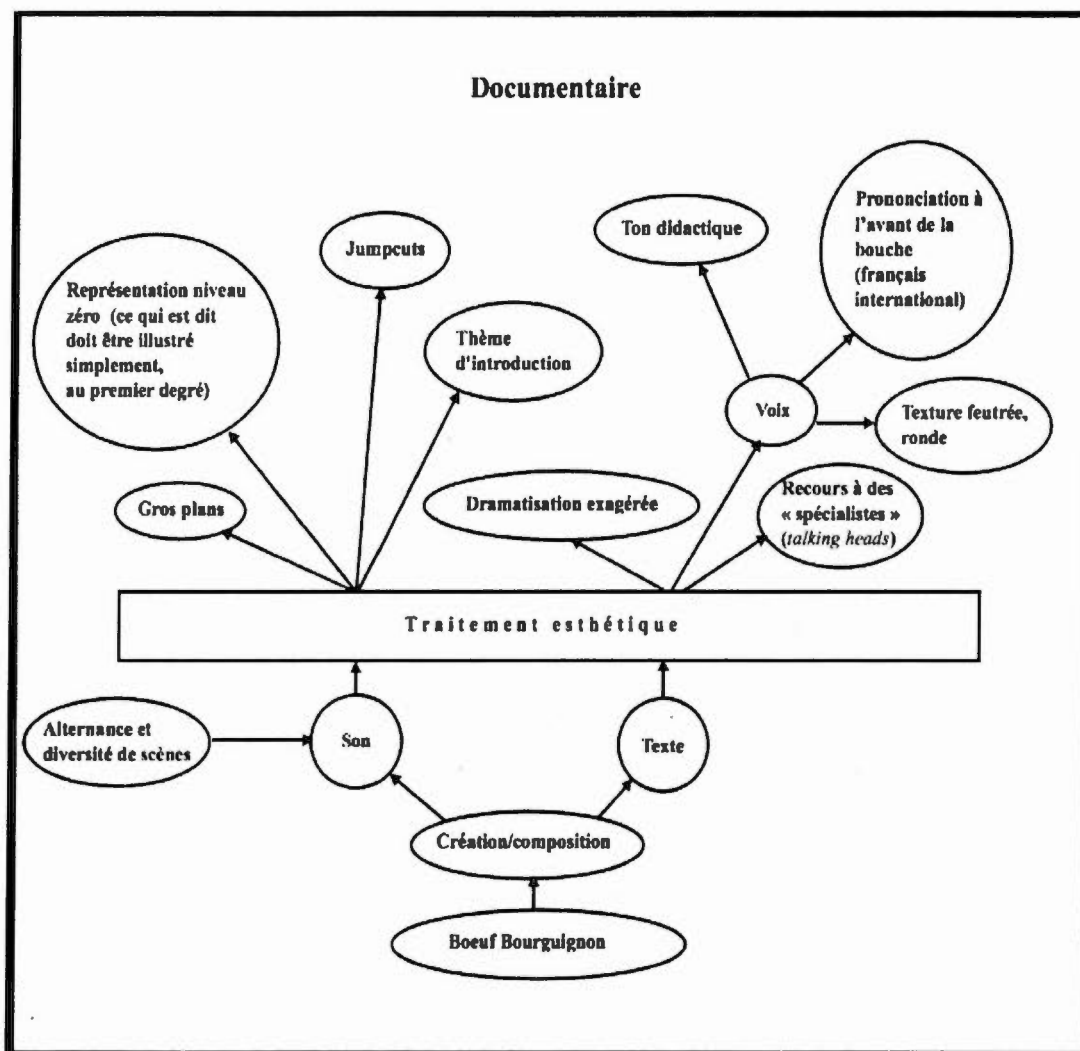 Documentaire
Prononciation à
l'avant de la
bouche
(français
international)
Ton didactique
Jumpcuts
Représentation niveau
zéro (ce qui est dit
doit être illustré
simplement,
au premier degré)
Thème
d'introduction
Voix
Texture feutrée,
ronde
Gros plans
Dramatisation exagérée
Recours à des
« spécialistes »
(talking heads)
Traitement esthétique
Alternance et
diversité de scènes
Son
Texte
Création/composition
Boeuf Bourguignon